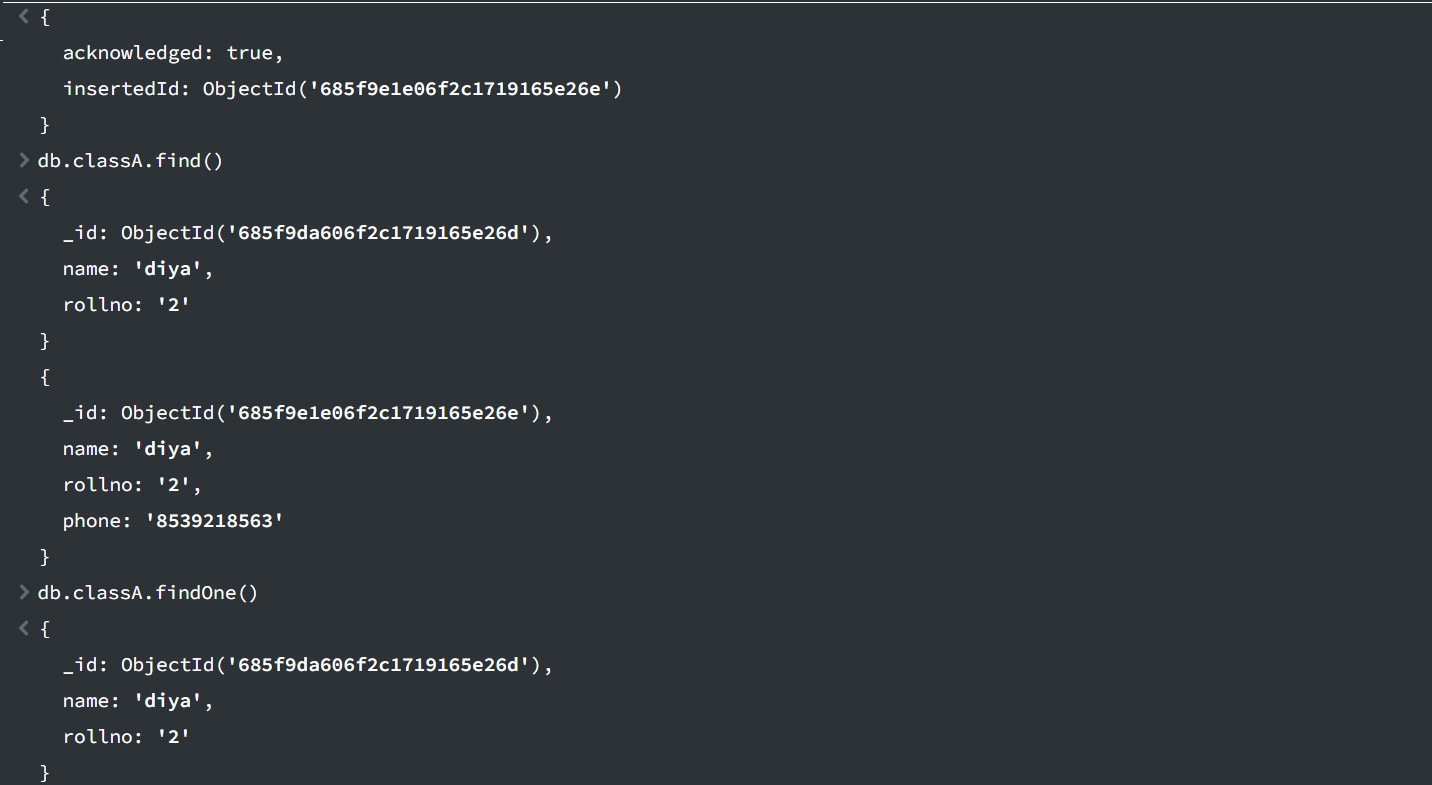 {
acknowledged: true,
insertedId: ObjectId('685f9e1e06f2c1719165e26e')
}
> db.classA.find()
< {
_id: ObjectId('685f9da606f2c1719165e26d'),
name: 'diya',
rollno: '2'
}
{
_id: ObjectId('685f9e1e06f2c1719165e26e'),
name: 'diya',
rollno: '2',
phone: '8539218563'
}
> db.classA.findOne()
< {
_id: ObjectId('685f9da606f2c1719165e26d'),
name: 'diya',
rollno: '2'
}